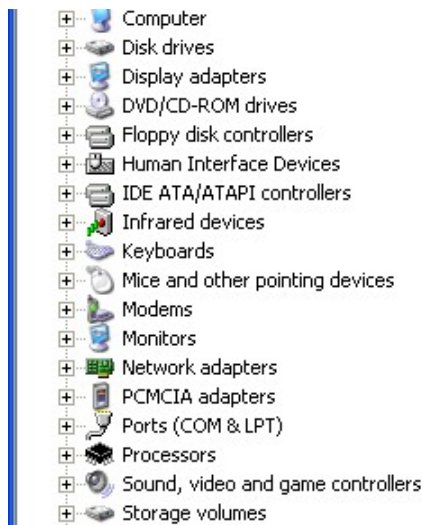 Computer
Disk drives
Display adapters
DVD/CD-ROM drives
Floppy disk controllers
Human Interface Devices
IDE ATA/ATAPI controllers
Infrared devices
Keyboards
Mice and other pointing devices
Modems
Monitors
Network adapters
PCMCIA adapters
Ports (COM & LPT)
Processors
Sound, video and game controllers
Storage volumes